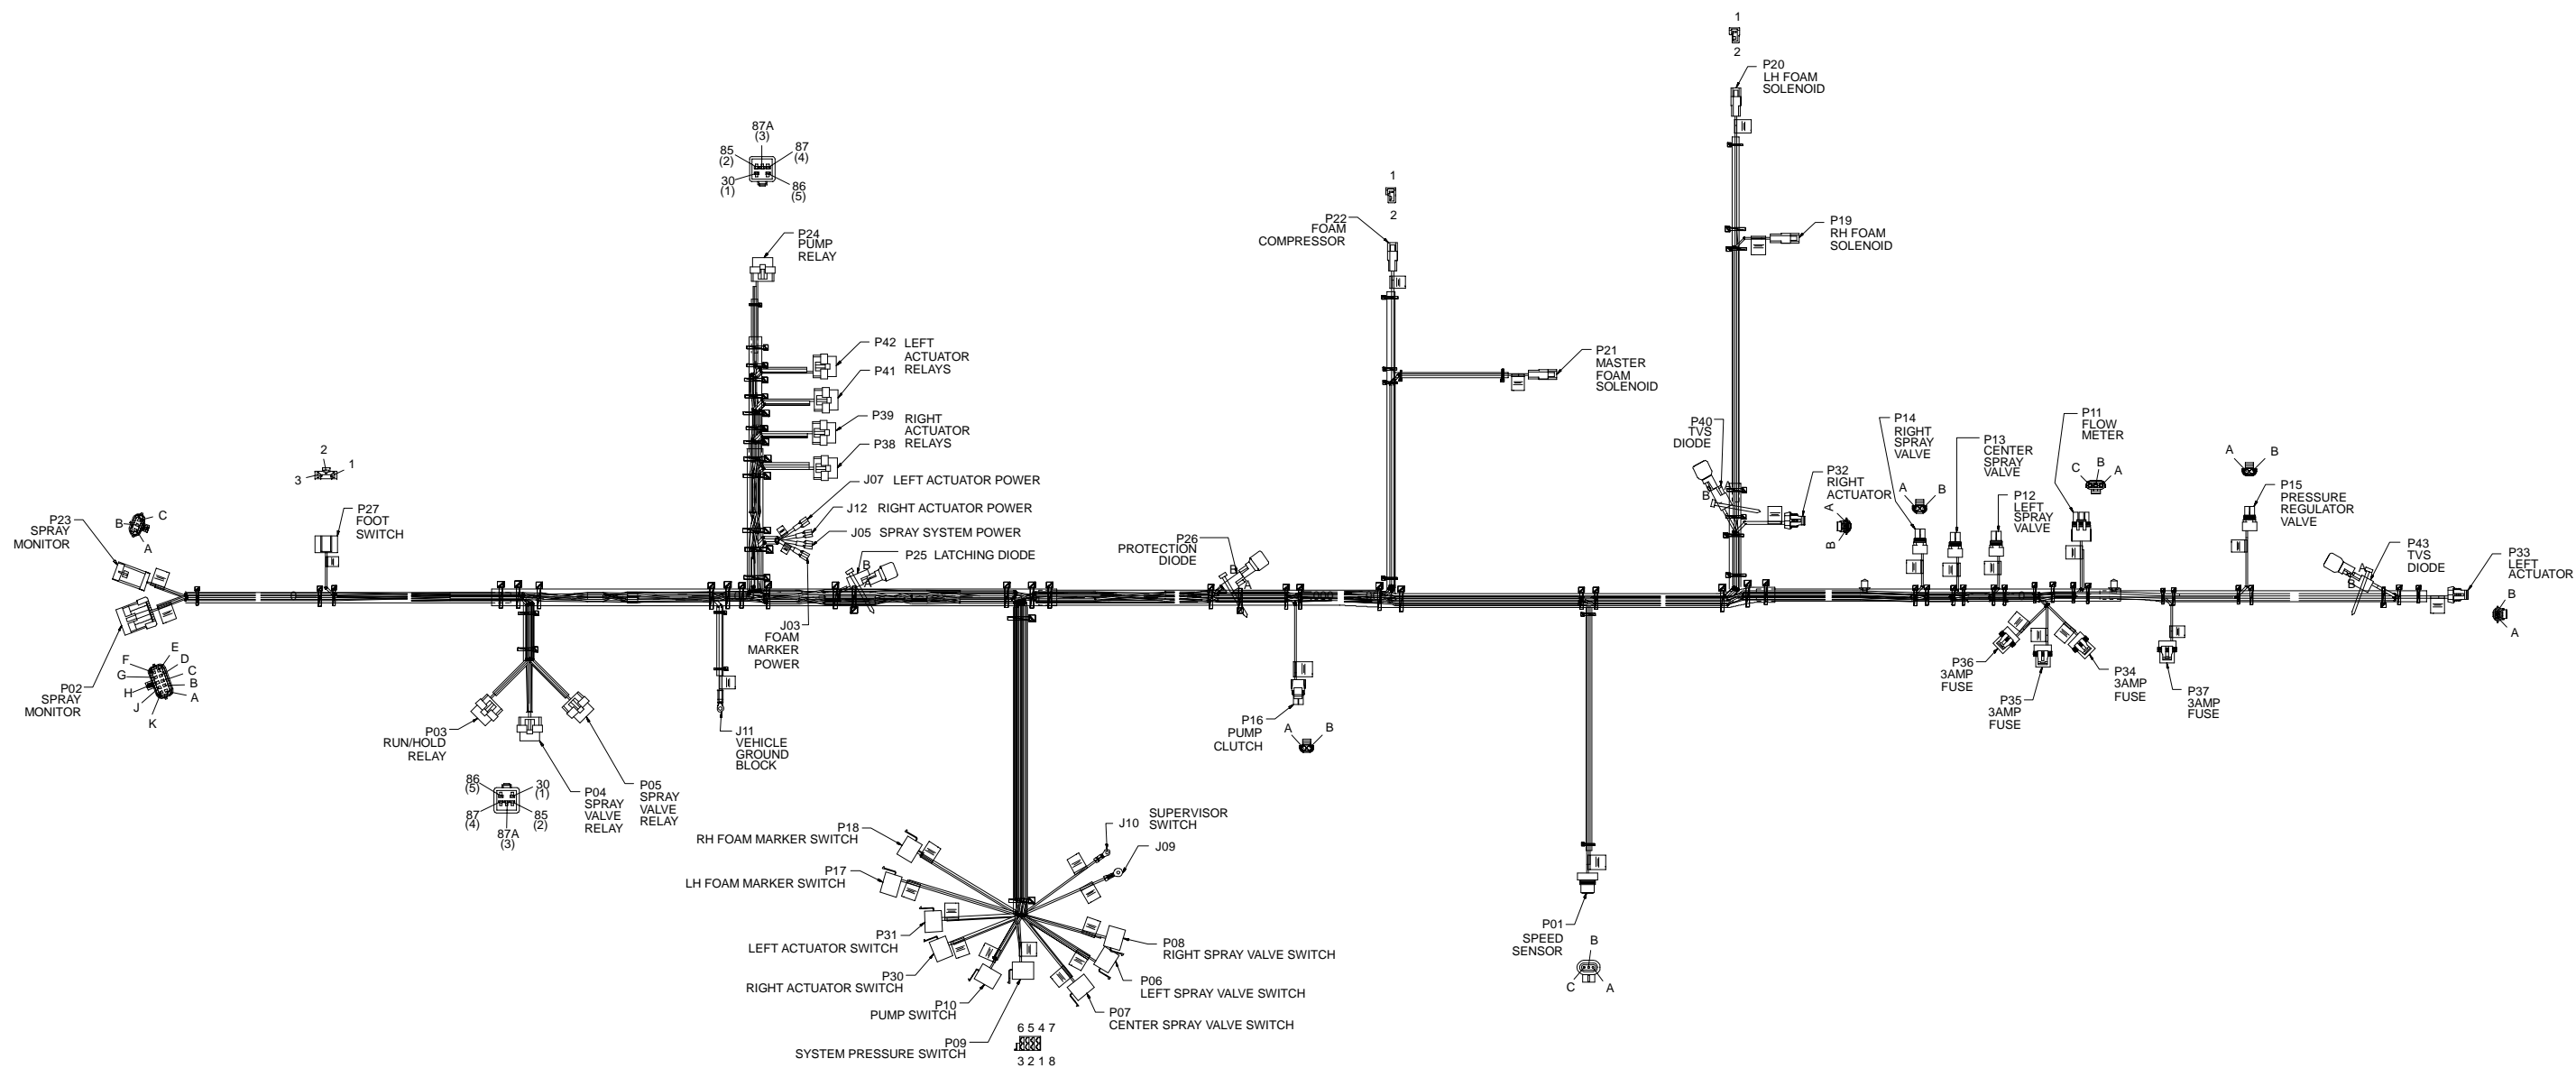 1
2
P20
LH FOAM
SOLENOID
87A
(3)
85
(2)
87
(4)
30
(1)
86
(5)
1
2
P22
FOAM
COMPRESSOR
P19
RH FOAM
SOLENOID
P24
PUMP
RELAY
P42 LEFT
ACTUATOR
P41 RELAYS
P39 RIGHT
ACTUATOR
P38 RELAYS
P21
MASTER
FOAM
SOLENOID
J07 LEFT ACTUATOR POWER
J12 RIGHT ACTUATOR POWER
J05 SPRAY SYSTEM POWER
P25 LATCHING DIODE
B
A
J03
FOAM
MARKER
POWER
2
1
3
P27
FOOT
SWITCH
P23
SPRAY
MONITOR
B
C
A
P02
SPRAY
MONITOR
E
F
D
G
C
H
B
J
A
K
P03
RUN/HOLD
RELAY
P04
SPRAY
VALVE
RELAY
P05
SPRAY
VALVE
RELAY
86
(5)
30
(1)
87
(4)
85
(2)
87A
(3)
J11
VEHICLE
GROUND
BLOCK
P26
PROTECTION
DIODE
B
A
P16
PUMP
CLUTCH
A
B
P40
TVS
DIODE
A
B
P32
RIGHT
ACTUATOR
A
B
P14
RIGHT
SPRAY
VALVE
A
B
P13
CENTER
SPRAY
VALVE
P12
LEFT
SPRAY
VALVE
P11
FLOW
METER
C
B
A
A
B
P15
PRESSURE
REGULATOR
VALVE
P43
TVS
DIODE
A
B
P33
LEFT
ACTUATOR
B
A
P36
3AMP
FUSE
P35
3AMP
FUSE
P34
3AMP
FUSE
P37
3AMP
FUSE
P18
RH FOAM MARKER SWITCH
P17
LH FOAM MARKER SWITCH
P31
LEFT ACTUATOR SWITCH
P30
RIGHT ACTUATOR SWITCH
P10
PUMP SWITCH
P09
SYSTEM PRESSURE SWITCH
6 5 4 7
3 2 1 8
J10 SUPERVISOR
SWITCH
J09
P08
RIGHT SPRAY VALVE SWITCH
P06
LEFT SPRAY VALVE SWITCH
P07
CENTER SPRAY VALVE SWITCH
P01
SPEED
SENSOR
B
C
A